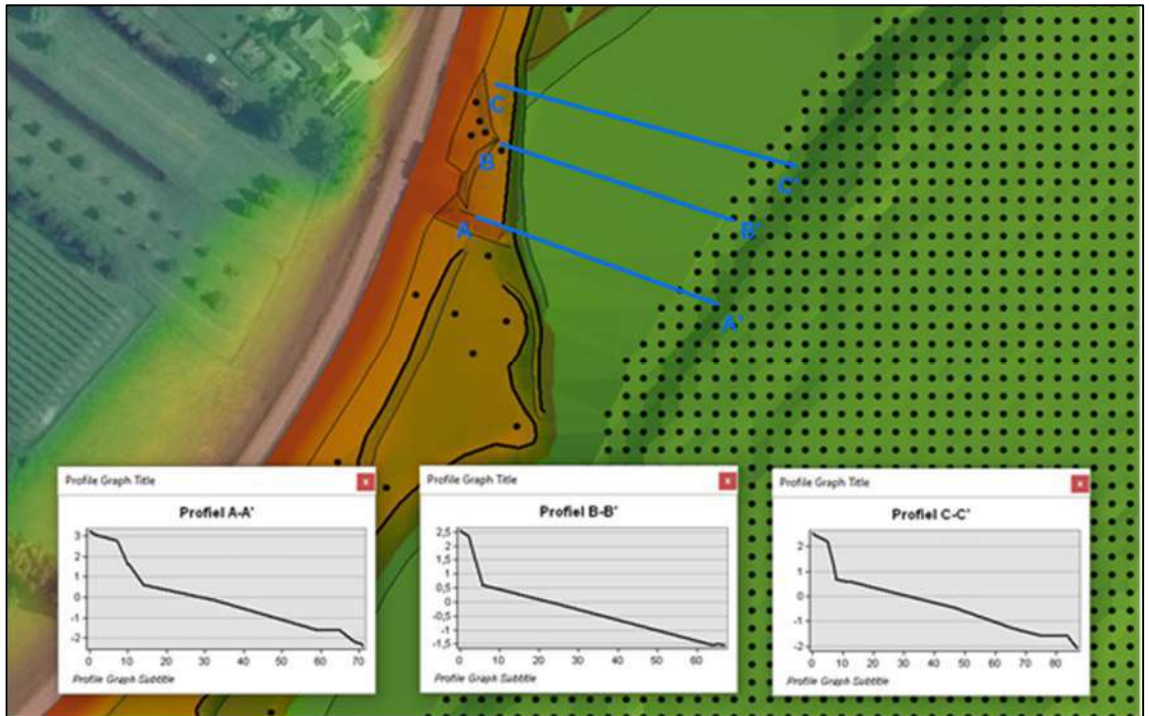 C
B
A
C'
B'
A'
Profile Graph Title
Profiel A-A'
3
2
1
0
-1
-2
0 10 20 30 40 50 60 70
Profile Graph Subtitle
Profile Graph Title
Profiel B-B'
2,5
2
1,5
1
0,5
0
-0,5
-1
-1,5
0 10 20 30 40 50 60
Profile Graph Subtitle
Profile Graph Title
Profiel C-C'
2
1
0
-1
-2
0 10 20 30 40 50 60 70 80
Profile Graph Subtitle